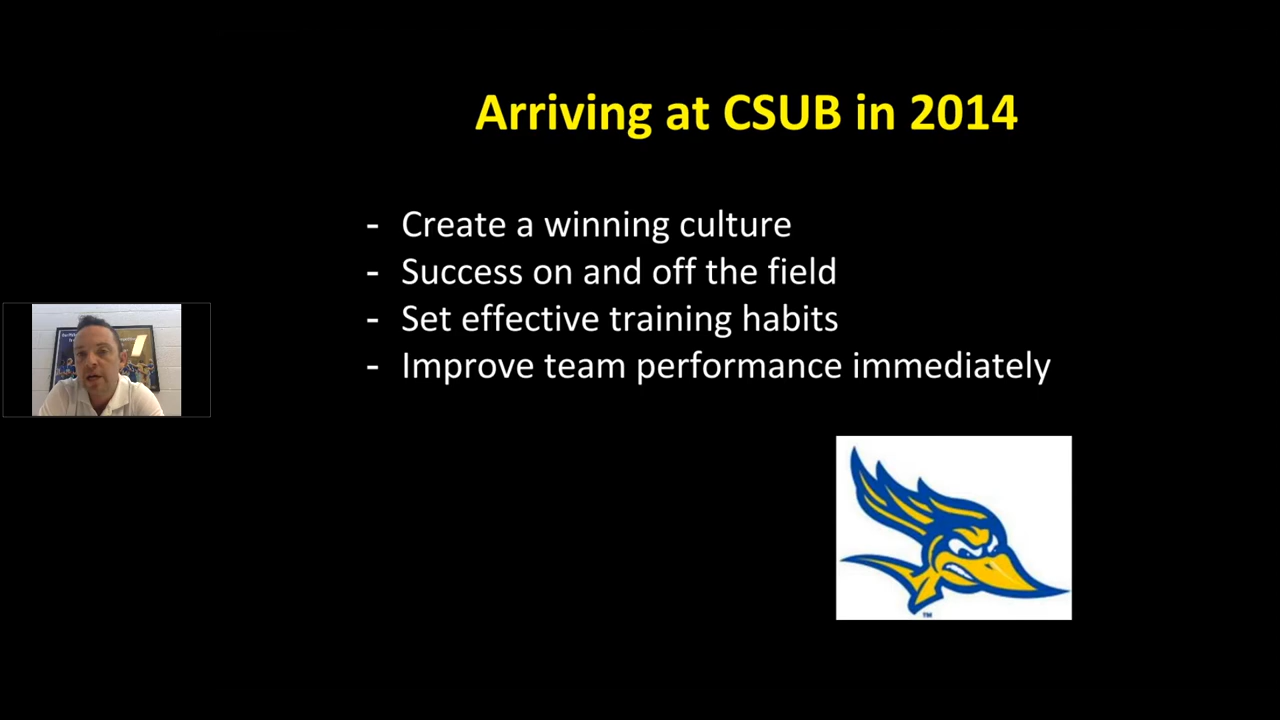 Arriving at CSUB in 2014
- Create a winning culture
- Success on and off the field
- Set effective training habits
- Improve team performance immediately
TM